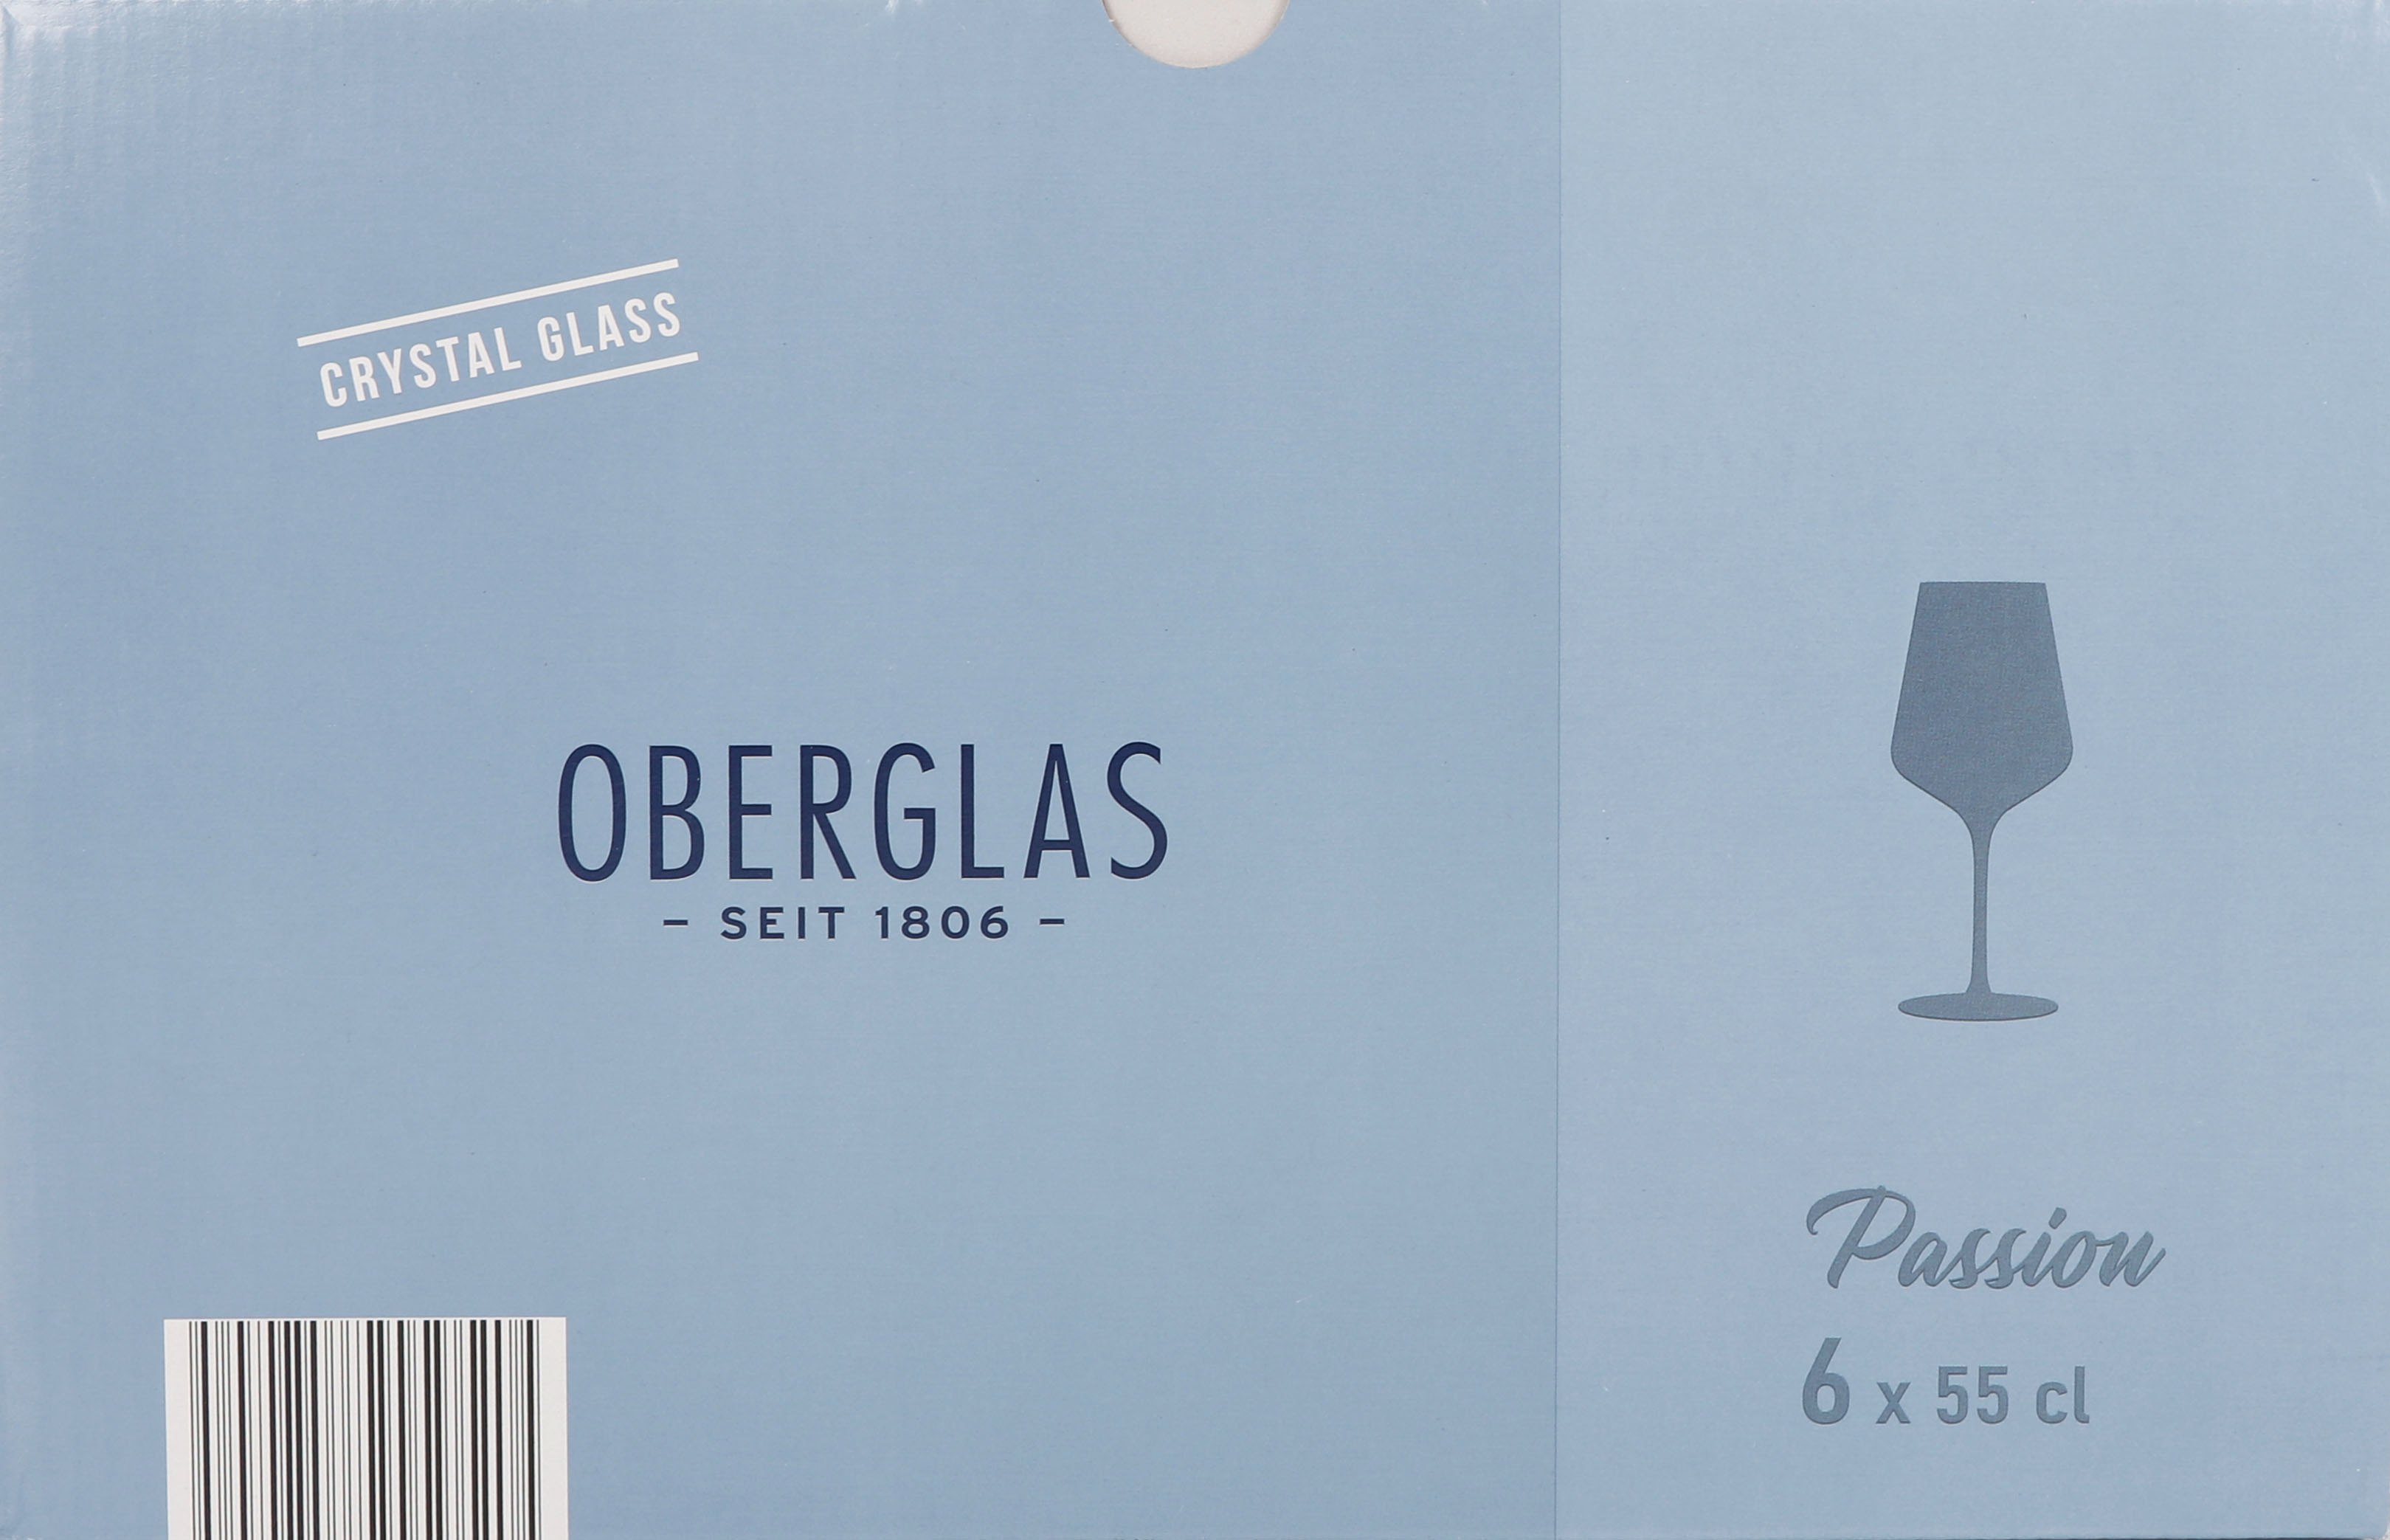 CRYSTAL GLASS
OBERGLAS
– SEIT 1806 –
Passion
6 x 55 cl